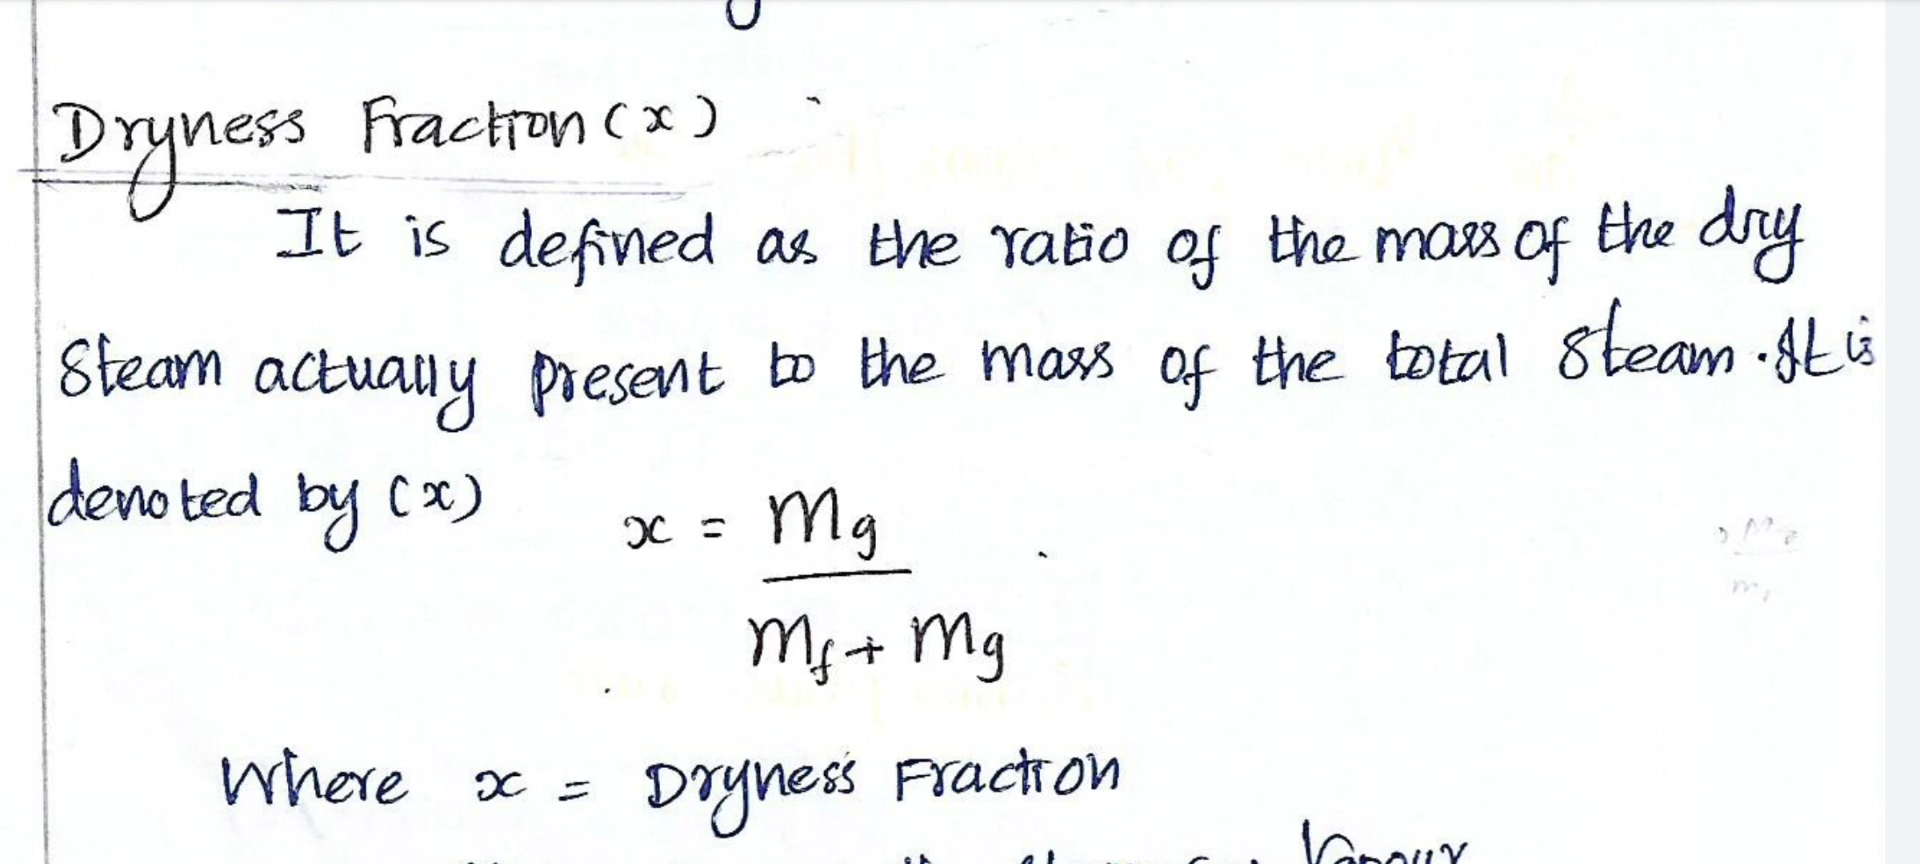 Dryness Fraction (x)
It is defined as the ratio of the mass of the dry
Steam actually present to the mass of the total Steam. It is
denoted by (x)
x = mg
mf + mg
Where x = Dryness Fraction
Vapour